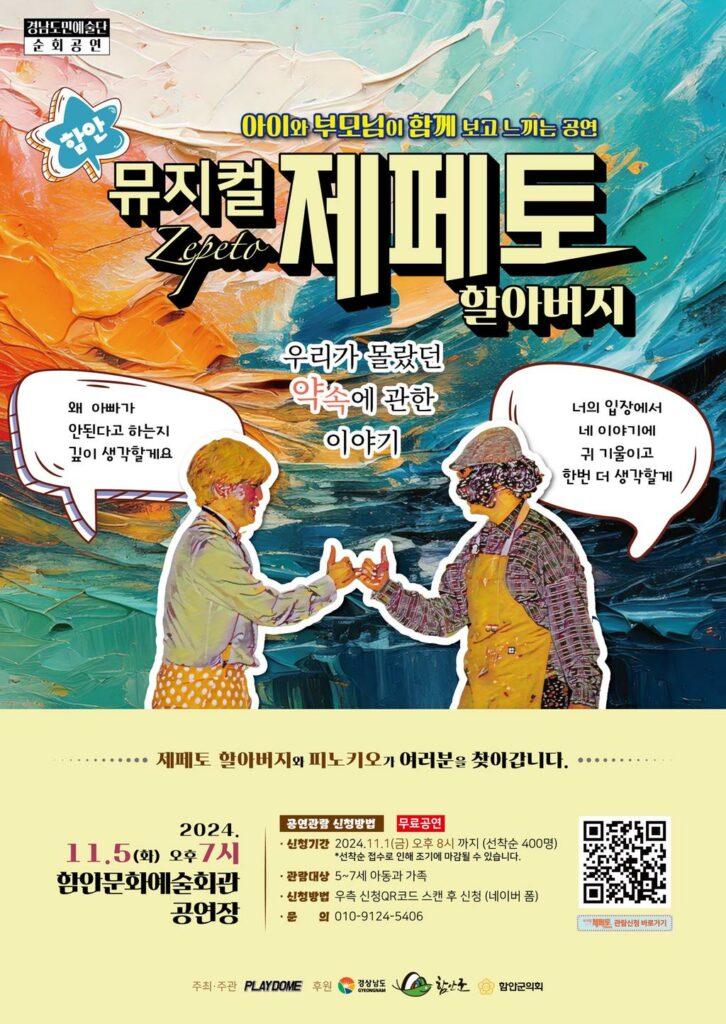 경남도민예술단
순회공연
함안
아이와 부모님이 함께 보고 느끼는 공연
뮤지컬
Zepeto
제페토
할아버지
우리가 몰랐던
약속에 관한
이야기
왜 아빠가
안된다고 하는지
깊이 생각할게요
너의 입장에서
네 이야기에
귀 기울이고
한번 더 생각할게
제페토 할아버지와 피노키오가 여러분을 찾아갑니다.
2024.
11.5(화) 오후 7시
함안문화예술회관
공연장
공연관람 신청방법 무료공연
· 신청기간 2024.11.1(금) 오후 8시 까지 (선착순 400명)
*선착순 접수로 인해 조기에 마감될 수 있습니다.
· 관람대상 5~7세 아동과 가족
· 신청방법 우측 신청QR코드 스캔 후 신청 (네이버 폼)
· 문 의 010-9124-5406
제페토 관람신청 바로가기
주최·주관 PLAYDOME 후원 경상남도 GYEONGNAM 함안군 함안군의회